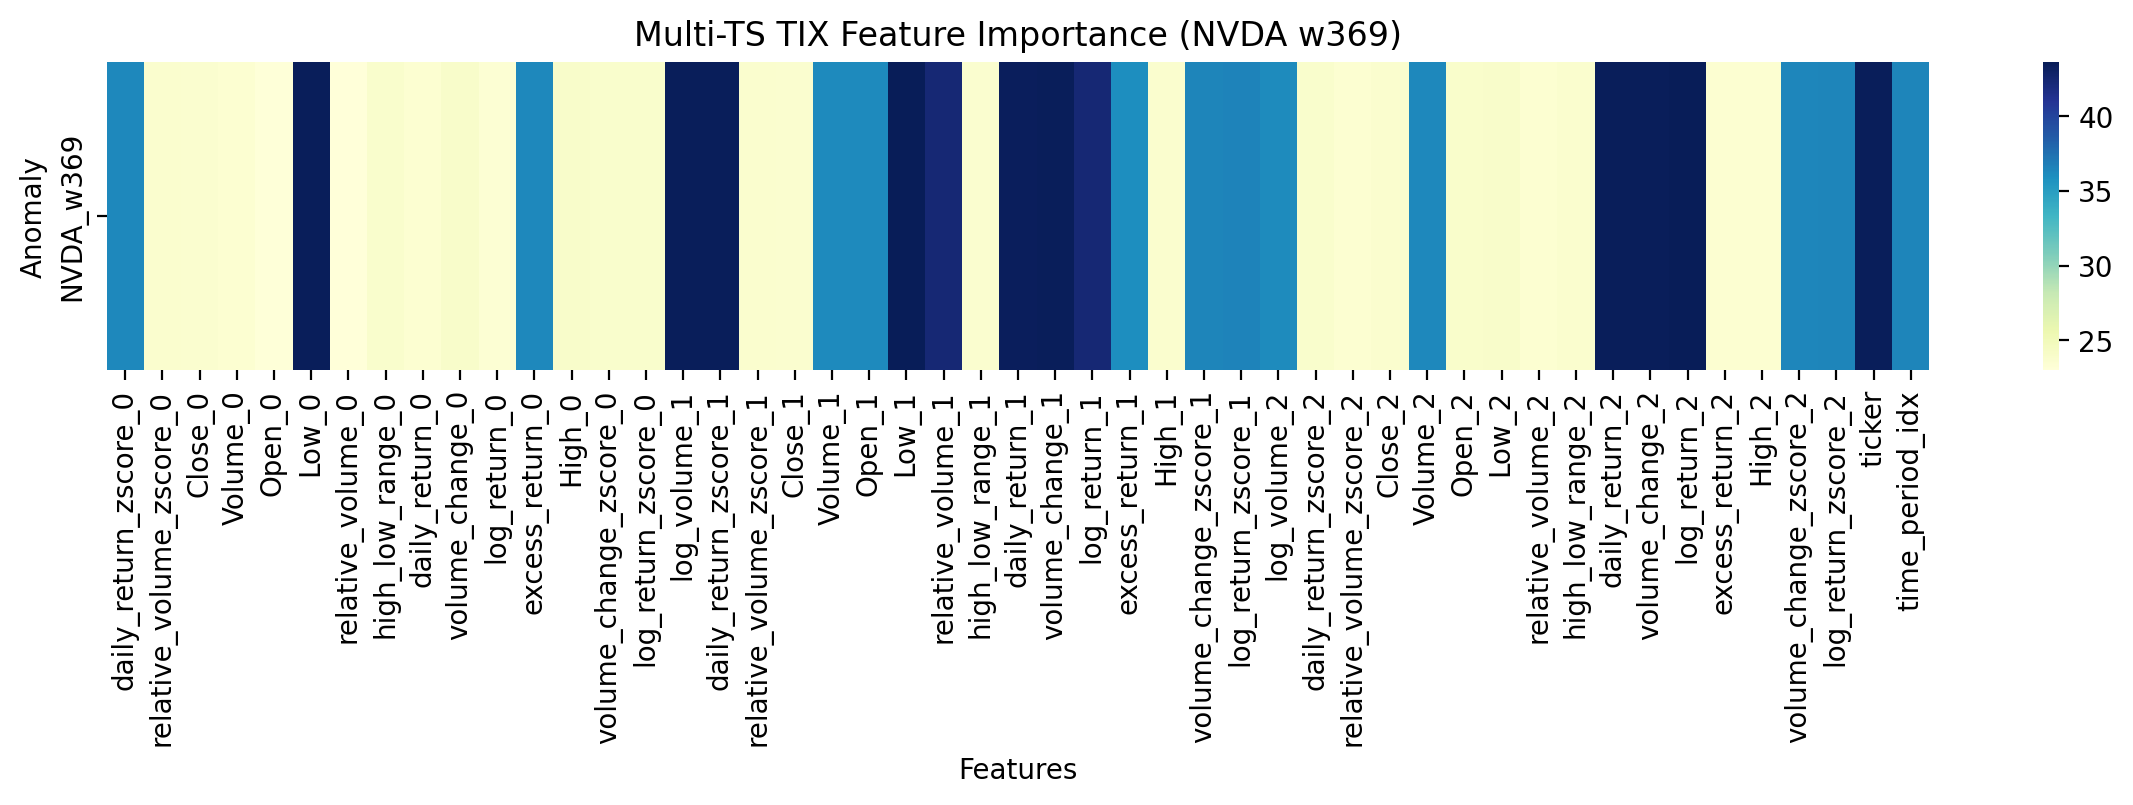 Multi-TS TIX Feature Importance (NVDA w369)
Anomaly
NVDA_w369
40
35
30
25
daily_return_zscore_0
relative_volume_zscore_0
Close_0
Volume_0
Open_0
Low_0
relative_volume_0
high_low_range_0
daily_return_0
volume_change_0
log_return_0
excess_return_0
High_0
volume_change_zscore_0
log_return_zscore_0
log_volume_1
daily_return_zscore_1
relative_volume_zscore_1
Close_1
Volume_1
Open_1
Low_1
relative_volume_1
high_low_range_1
daily_return_1
volume_change_1
log_return_1
excess_return_1
High_1
volume_change_zscore_1
log_return_zscore_1
log_volume_2
daily_return_zscore_2
relative_volume_zscore_2
Close_2
Volume_2
Open_2
Low_2
relative_volume_2
high_low_range_2
daily_return_2
volume_change_2
log_return_2
excess_return_2
High_2
volume_change_zscore_2
log_return_zscore_2
ticker
time_period_idx
Features